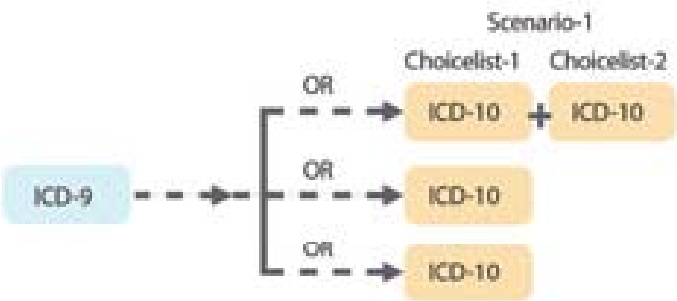 Scenario-1
Choicelist-1 Choicelist-2
OR
ICD-10 + ICD-10
OR
ICD-9
ICD-10
OR
ICD-10